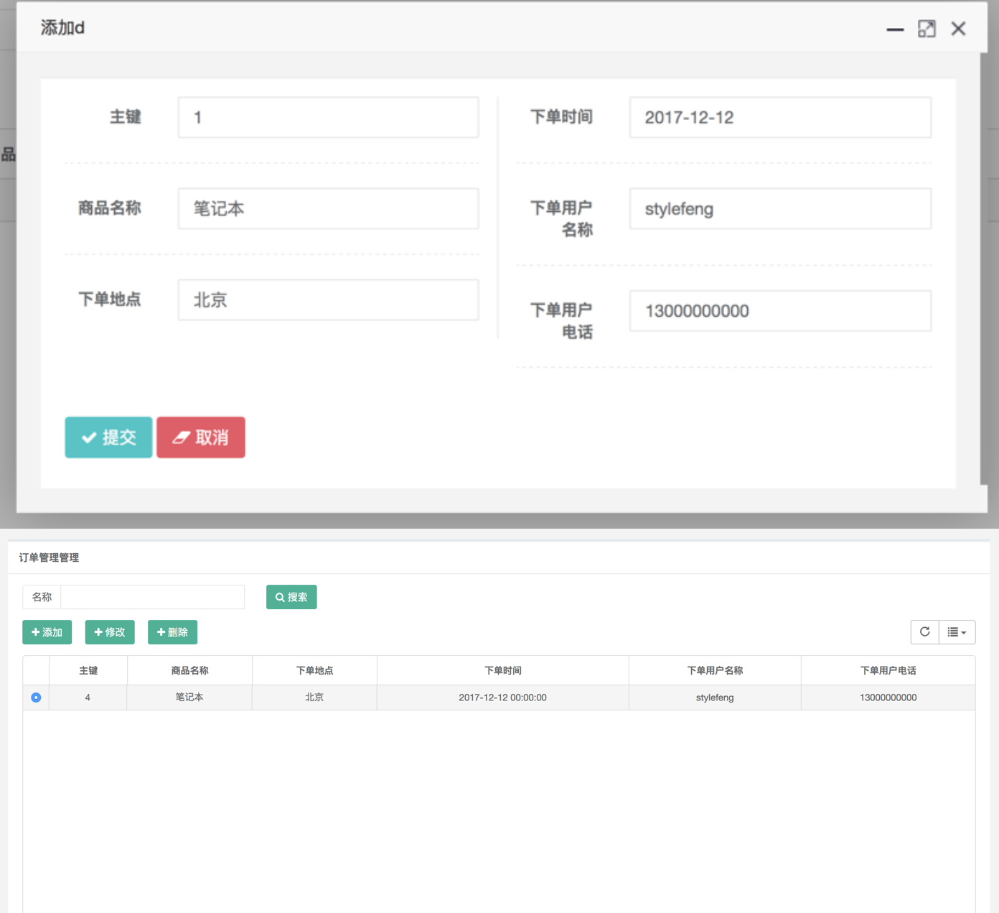 添加d
品
主键 1
下单时间 2017-12-12
商品名称 笔记本
下单用户
名称
stylefeng
下单地点 北京
下单用户
电话
13000000000
提交 取消
订单管理管理
名称 搜索
添加 修改 删除
主键 商品名称 下单地点 下单时间 下单用户名称 下单用户电话
4 笔记本 北京 2017-12-12 00:00:00 stylefeng 13000000000